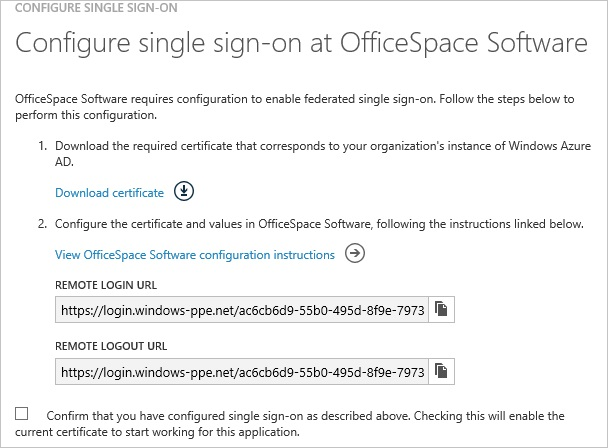 CONFIGURE SINGLE SIGN-ON
Configure single sign-on at OfficeSpace Software
OfficeSpace Software requires configuration to enable federated single sign-on. Follow the steps below to
perform this configuration.
1. Download the required certificate that corresponds to your organization's instance of Windows Azure
AD.
Download certificate
2. Configure the certificate and values in OfficeSpace Software, following the instructions linked below.
View OfficeSpace Software configuration instructions
REMOTE LOGIN URL
https://login.windows-ppe.net/ac6cb6d9-55b0-495d-8f9e-7973
REMOTE LOGOUT URL
https://login.windows-ppe.net/ac6cb6d9-55b0-495d-8f9e-7973
Confirm that you have configured single sign-on as described above. Checking this will enable the
current certificate to start working for this application.